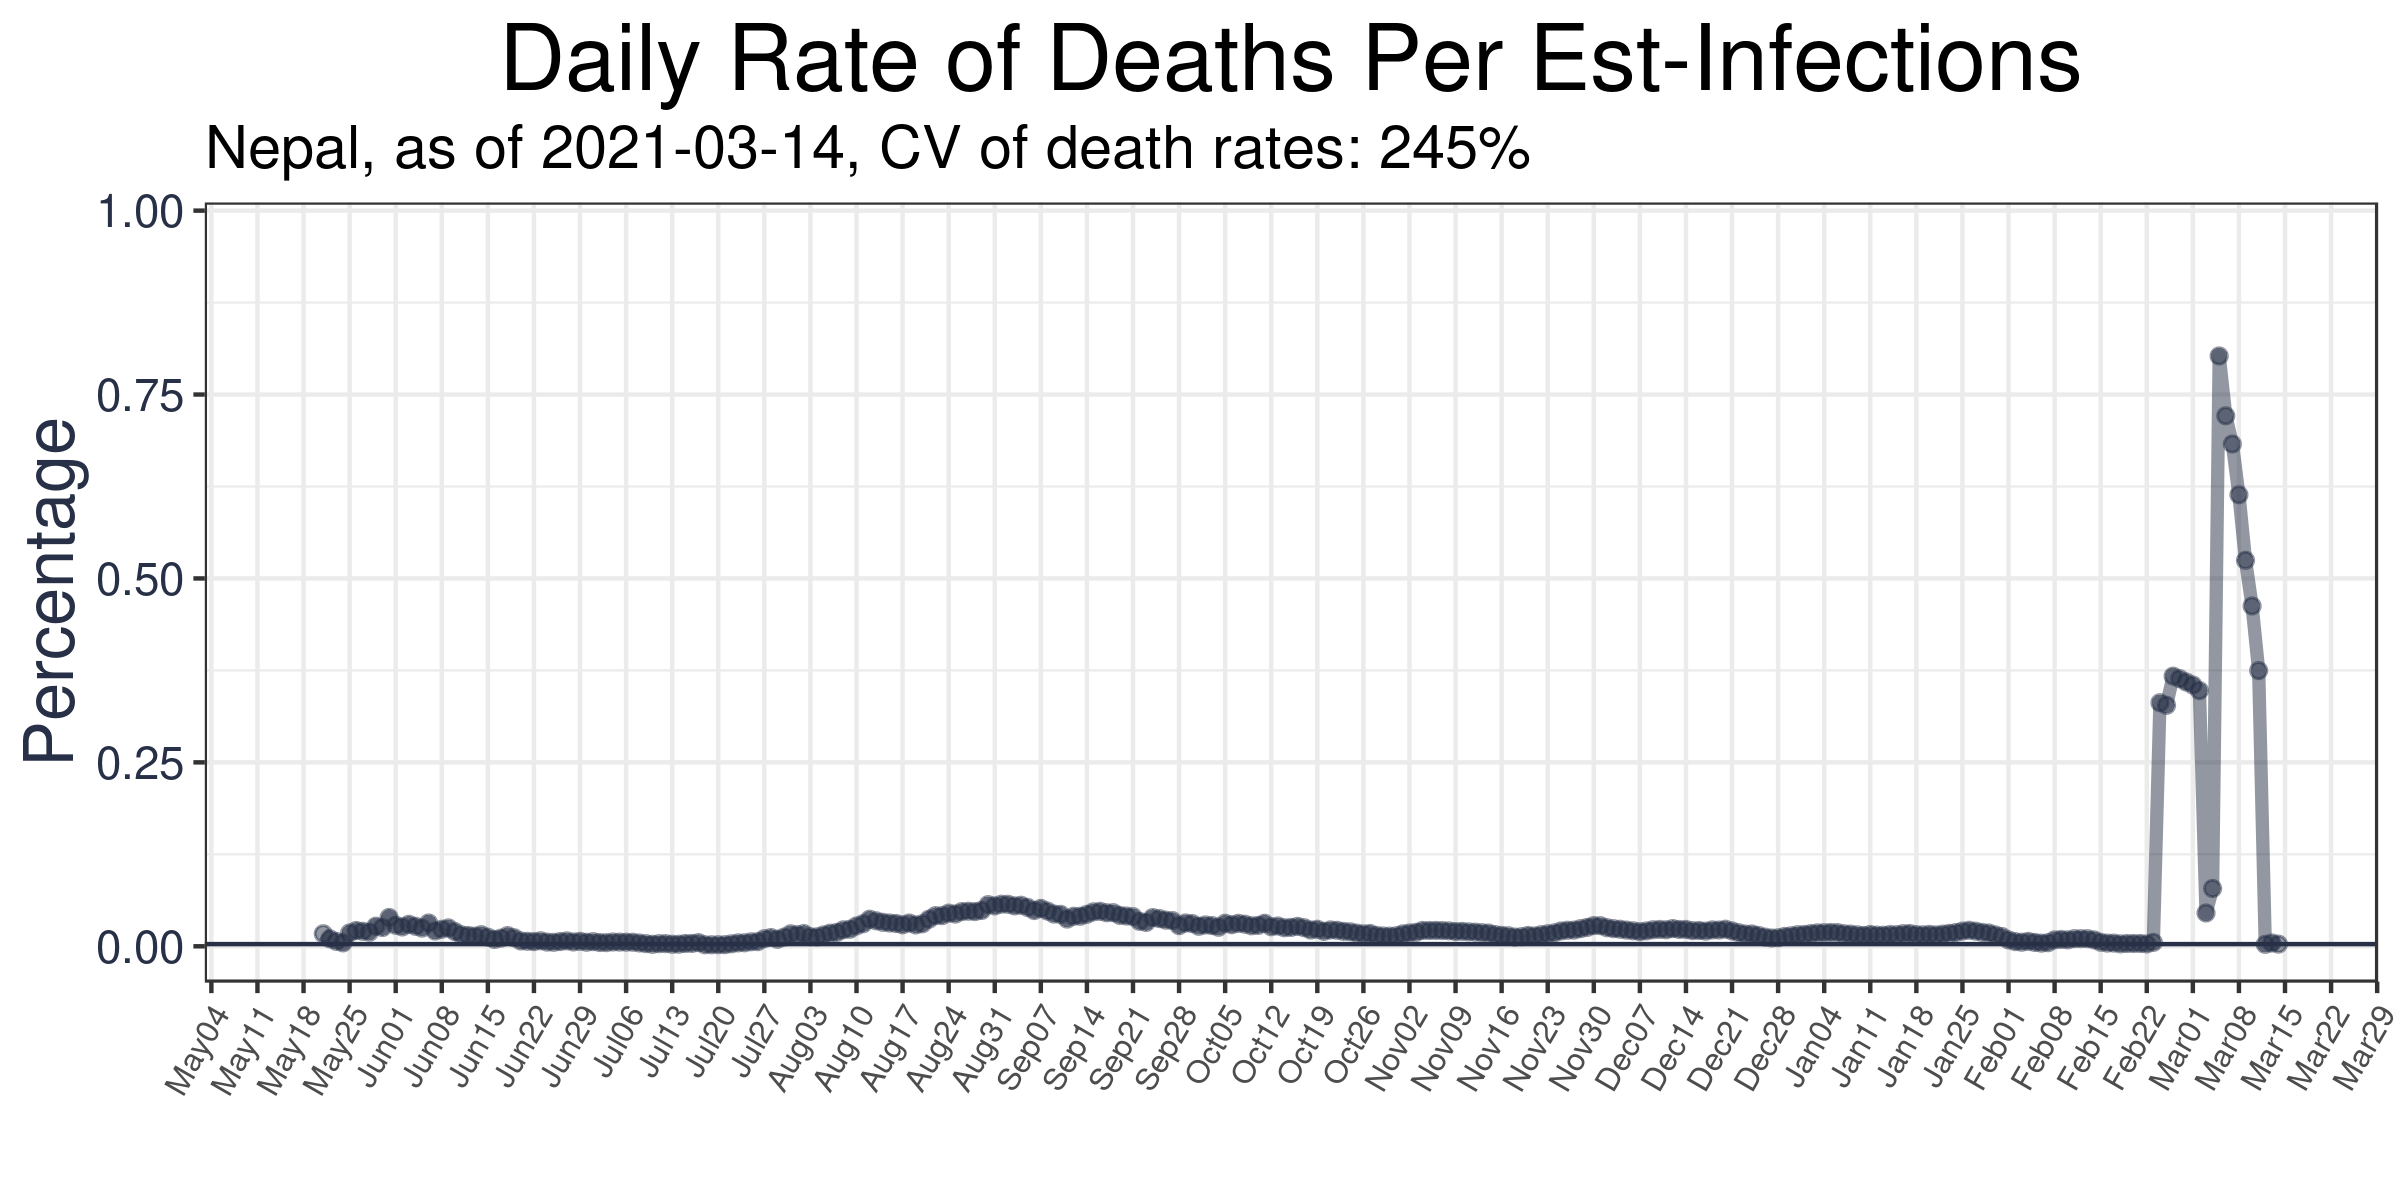 Daily Rate of Deaths Per Est-Infections
Nepal, as of 2021-03-14, CV of death rates: 245%
Percentage
1.00
0.75
0.50
0.25
0.00
May04 May11 May18 May25 Jun01 Jun08 Jun15 Jun22 Jun29 Jul06 Jul13 Jul20 Jul27 Aug03 Aug10 Aug17 Aug24 Aug31 Sep07 Sep14 Sep21 Sep28 Oct05 Oct12 Oct19 Oct26 Nov02 Nov09 Nov16 Nov23 Nov30 Dec07 Dec14 Dec21 Dec28 Jan04 Jan11 Jan18 Jan25 Feb01 Feb08 Feb15 Feb22 Mar01 Mar08 Mar15 Mar22 Mar29